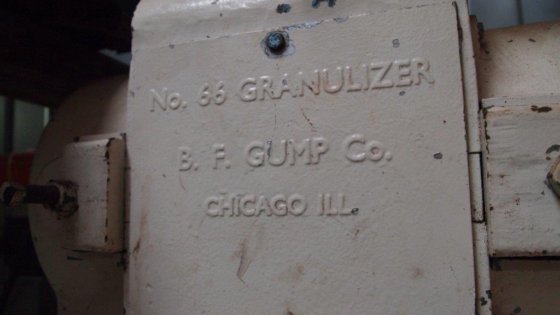 No. 66 GRANULIZER
B. F. GUMP Co.
CHICAGO ILL.